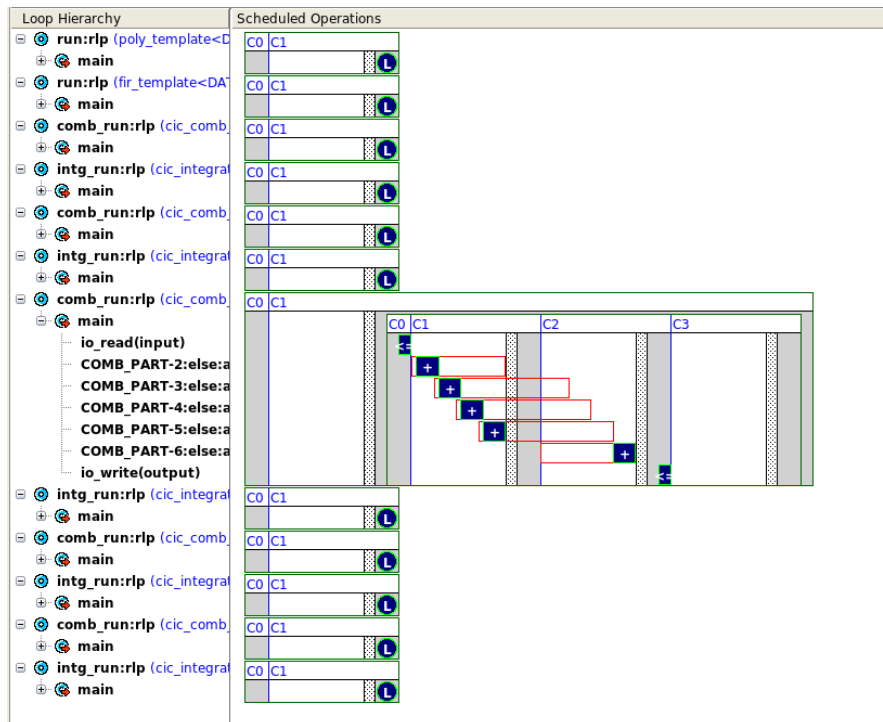 Loop Hierarchy Scheduled Operations
run:rlp (poly_template<D
C0 C1
main
L
run:rlp (fir_template<DAT
C0 C1
main
L
comb_run:rlp (cic_comb_
C0 C1
main
L
intg_run:rlp (cic_integrat
C0 C1
main
L
comb_run:rlp (cic_comb_
C0 C1
main
L
intg_run:rlp (cic_integrat
C0 C1
main
L
comb_run:rlp (cic_comb_
C0 C1
main
C0 C1 C2 C3
io_read(input)
<=
COMB_PART-2:else:a
+
COMB_PART-3:else:a
+
COMB_PART-4:else:a
+
COMB_PART-5:else:a
+
COMB_PART-6:else:a
+
io_write(output)
<=
intg_run:rlp (cic_integrat
C0 C1
main
L
comb_run:rlp (cic_comb_
C0 C1
main
L
intg_run:rlp (cic_integrat
C0 C1
main
L
comb_run:rlp (cic_comb_
C0 C1
main
L
intg_run:rlp (cic_integrat
C0 C1
main
L